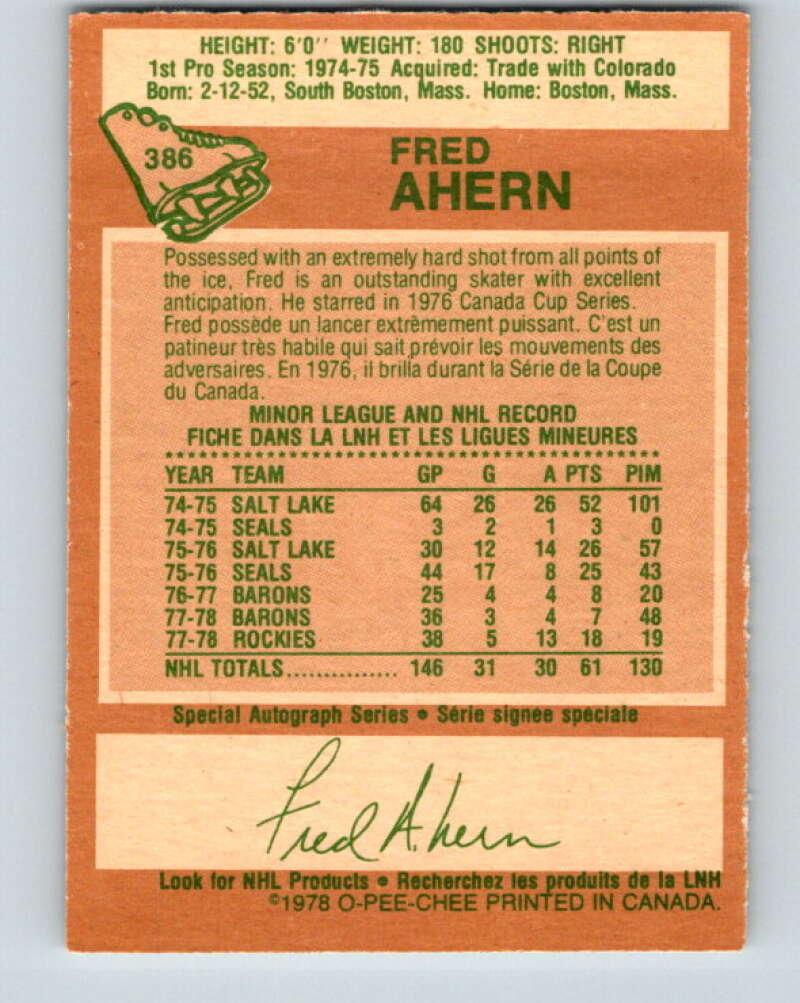 HEIGHT: 6'0'' WEIGHT: 180 SHOOTS: RIGHT
1st Pro Season: 1974-75 Acquired: Trade with Colorado
Born: 2-12-52, South Boston, Mass. Home: Boston, Mass.
386
FRED
AHERN
Possessed with an extremely hard shot from all points of
the ice, Fred is an outstanding skater with excellent
anticipation. He starred in 1976 Canada Cup Series.
Fred possède un lancer extrêmement puissant. C'est un
patineur très habile qui sait prévoir les mouvements des
adversaires. En 1976, il brilla durant la Série de la Coupe
du Canada.
MINOR LEAGUE AND NHL RECORD
FICHE DANS LA LNH ET LES LIGUES MINEURES
YEAR TEAM GP G A PTS PIM
74-75 SALT LAKE 64 26 26 52 101
74-75 SEALS 3 2 1 3 0
75-76 SALT LAKE 30 12 14 26 57
75-76 SEALS 44 17 8 25 43
76-77 BARONS 25 4 4 8 20
77-78 BARONS 36 3 4 7 48
77-78 ROCKIES 38 5 13 18 19
NHL TOTALS............... 146 31 30 61 130
Special Autograph Series • Série signee spéciale
Fred Ahern
Look for NHL Products • Recherchez les produits de la LNH
©1978 O-PEE-CHEE PRINTED IN CANADA.